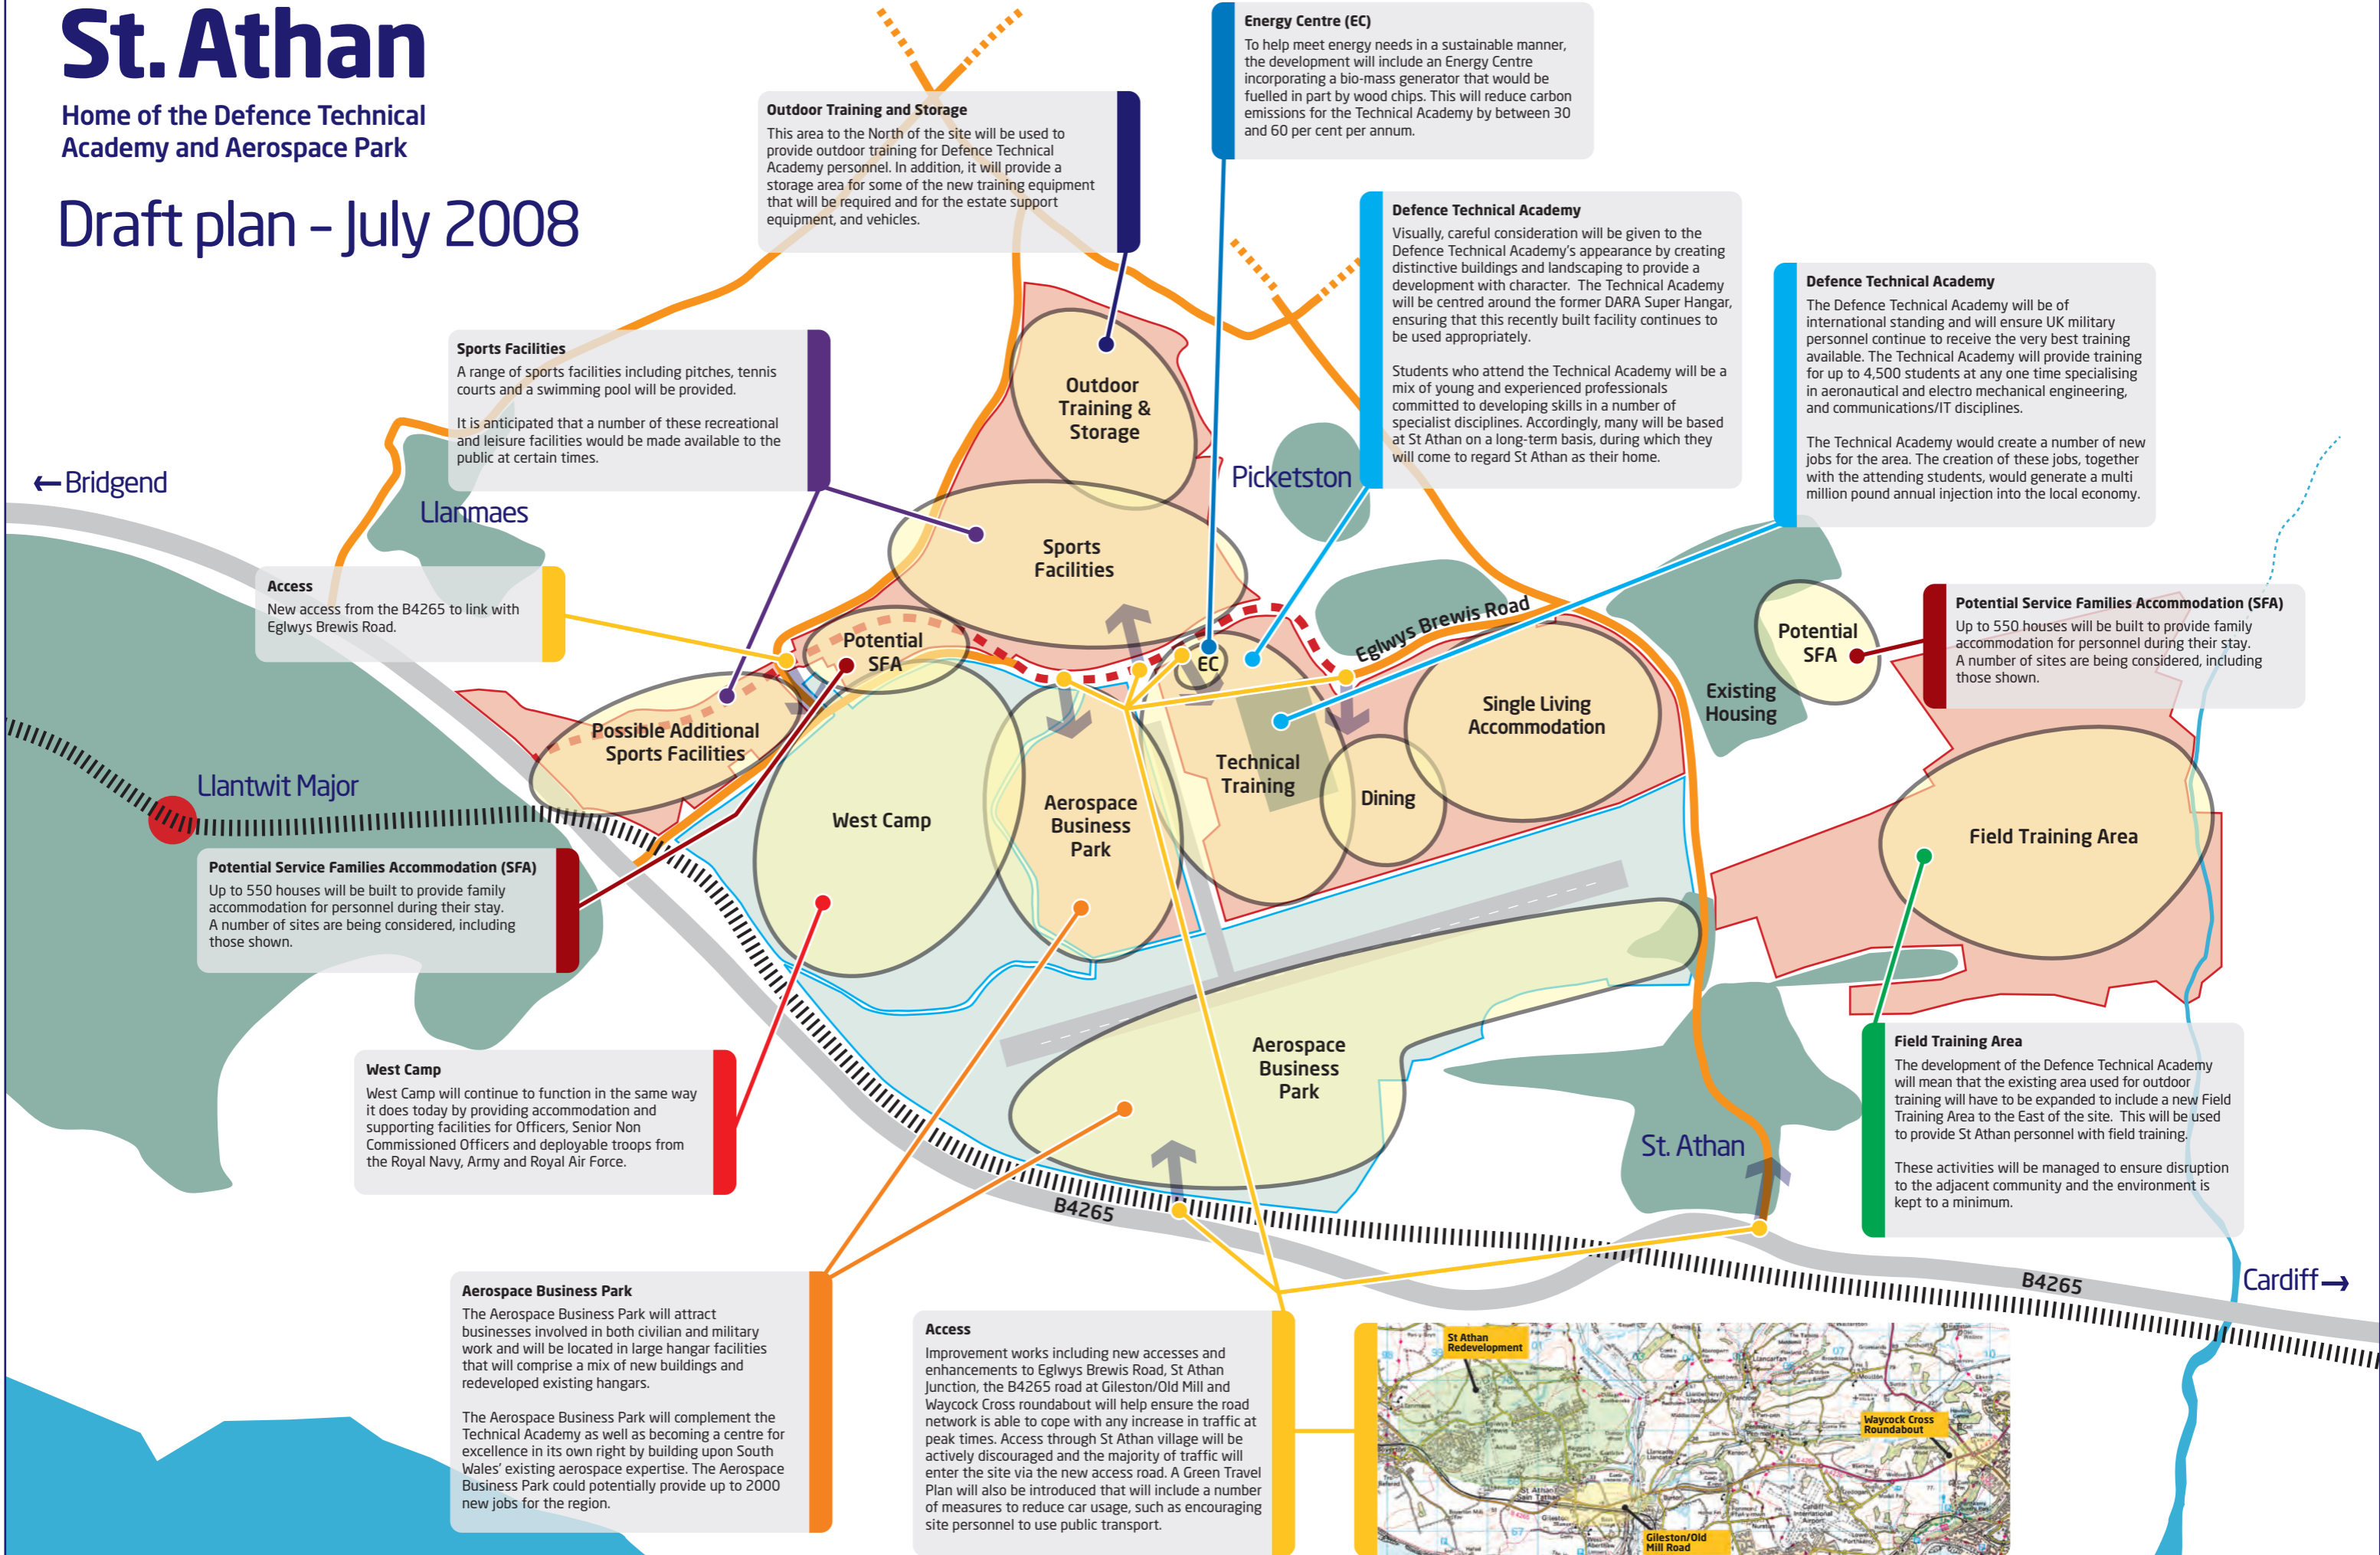 St. Athan
Home of the Defence Technical
Academy and Aerospace Park
Draft plan – July 2008
Outdoor Training and Storage
This area to the North of the site will be used to
provide outdoor training for Defence Technical
Academy personnel. In addition, it will provide a
storage area for some of the new training equipment
that will be required and for the estate support
equipment, and vehicles.
Energy Centre (EC)
To help meet energy needs in a sustainable manner,
the development will include an Energy Centre
incorporating a bio-mass generator that would be
fuelled in part by wood chips. This will reduce carbon
emissions for the Technical Academy by between 30
and 60 per cent per annum.
Defence Technical Academy
Visually, careful consideration will be given to the
Defence Technical Academy's appearance by creating
distinctive buildings and landscaping to provide a
development with character. The Technical Academy
will be centred around the former DARA Super Hangar,
ensuring that this recently built facility continues to
be used appropriately.
Students who attend the Technical Academy will be a
mix of young and experienced professionals
committed to developing skills in a number of
specialist disciplines. Accordingly, many will be based
at St Athan on a long-term basis, during which they
will come to regard St Athan as their home.
Defence Technical Academy
The Defence Technical Academy will be of
international standing and will ensure UK military
personnel continue to receive the very best training
available. The Technical Academy will provide training
for up to 4,500 students at any one time specialising
in aeronautical and electro mechanical engineering,
and communications/IT disciplines.
The Technical Academy would create a number of new
jobs for the area. The creation of these jobs, together
with the attending students, would generate a multi
million pound annual injection into the local economy.
Sports Facilities
A range of sports facilities including pitches, tennis
courts and a swimming pool will be provided.
It is anticipated that a number of these recreational
and leisure facilities would be made available to the
public at certain times.
Outdoor
Training &
Storage
← Bridgend
Llanmaes
Picketston
Sports
Facilities
Access
New access from the B4265 to link with
Eglwys Brewis Road.
Potential
SFA
EC
Eglwys Brewis Road
Potential
SFA
Potential Service Families Accommodation (SFA)
Up to 550 houses will be built to provide family
accommodation for personnel during their stay.
A number of sites are being considered, including
those shown.
Existing
Housing
Single Living
Accommodation
Possible Additional
Sports Facilities
Llantwit Major
Technical
Training
Dining
West Camp
Aerospace
Business
Park
Field Training Area
Potential Service Families Accommodation (SFA)
Up to 550 houses will be built to provide family
accommodation for personnel during their stay.
A number of sites are being considered, including
those shown.
Aerospace
Business
Park
West Camp
West Camp will continue to function in the same way
it does today by providing accommodation and
supporting facilities for Officers, Senior Non
Commissioned Officers and deployable troops from
the Royal Navy, Army and Royal Air Force.
St. Athan
Field Training Area
The development of the Defence Technical Academy
will mean that the existing area used for outdoor
training will have to be expanded to include a new Field
Training Area to the East of the site. This will be used
to provide St Athan personnel with field training.
These activities will be managed to ensure disruption
to the adjacent community and the environment is
kept to a minimum.
B4265
B4265
Cardiff →
Aerospace Business Park
The Aerospace Business Park will attract
businesses involved in both civilian and military
work and will be located in large hangar facilities
that will comprise a mix of new buildings and
redeveloped existing hangars.
The Aerospace Business Park will complement the
Technical Academy as well as becoming a centre for
excellence in its own right by building upon South
Wales' existing aerospace expertise. The Aerospace
Business Park could potentially provide up to 2000
new jobs for the region.
Access
Improvement works including new accesses and
enhancements to Eglwys Brewis Road, St Athan
Junction, the B4265 road at Gileston/Old Mill and
Waycock Cross roundabout will help ensure the road
network is able to cope with any increase in traffic at
peak times. Access through St Athan village will be
actively discouraged and the majority of traffic will
enter the site via the new access road. A Green Travel
Plan will also be introduced that will include a number
of measures to reduce car usage, such as encouraging
site personnel to use public transport.
St Athan
Redevelopment
Waycock Cross
Roundabout
St Athan
Sain Tathan
Gileston
Gileston/Old
Mill Road